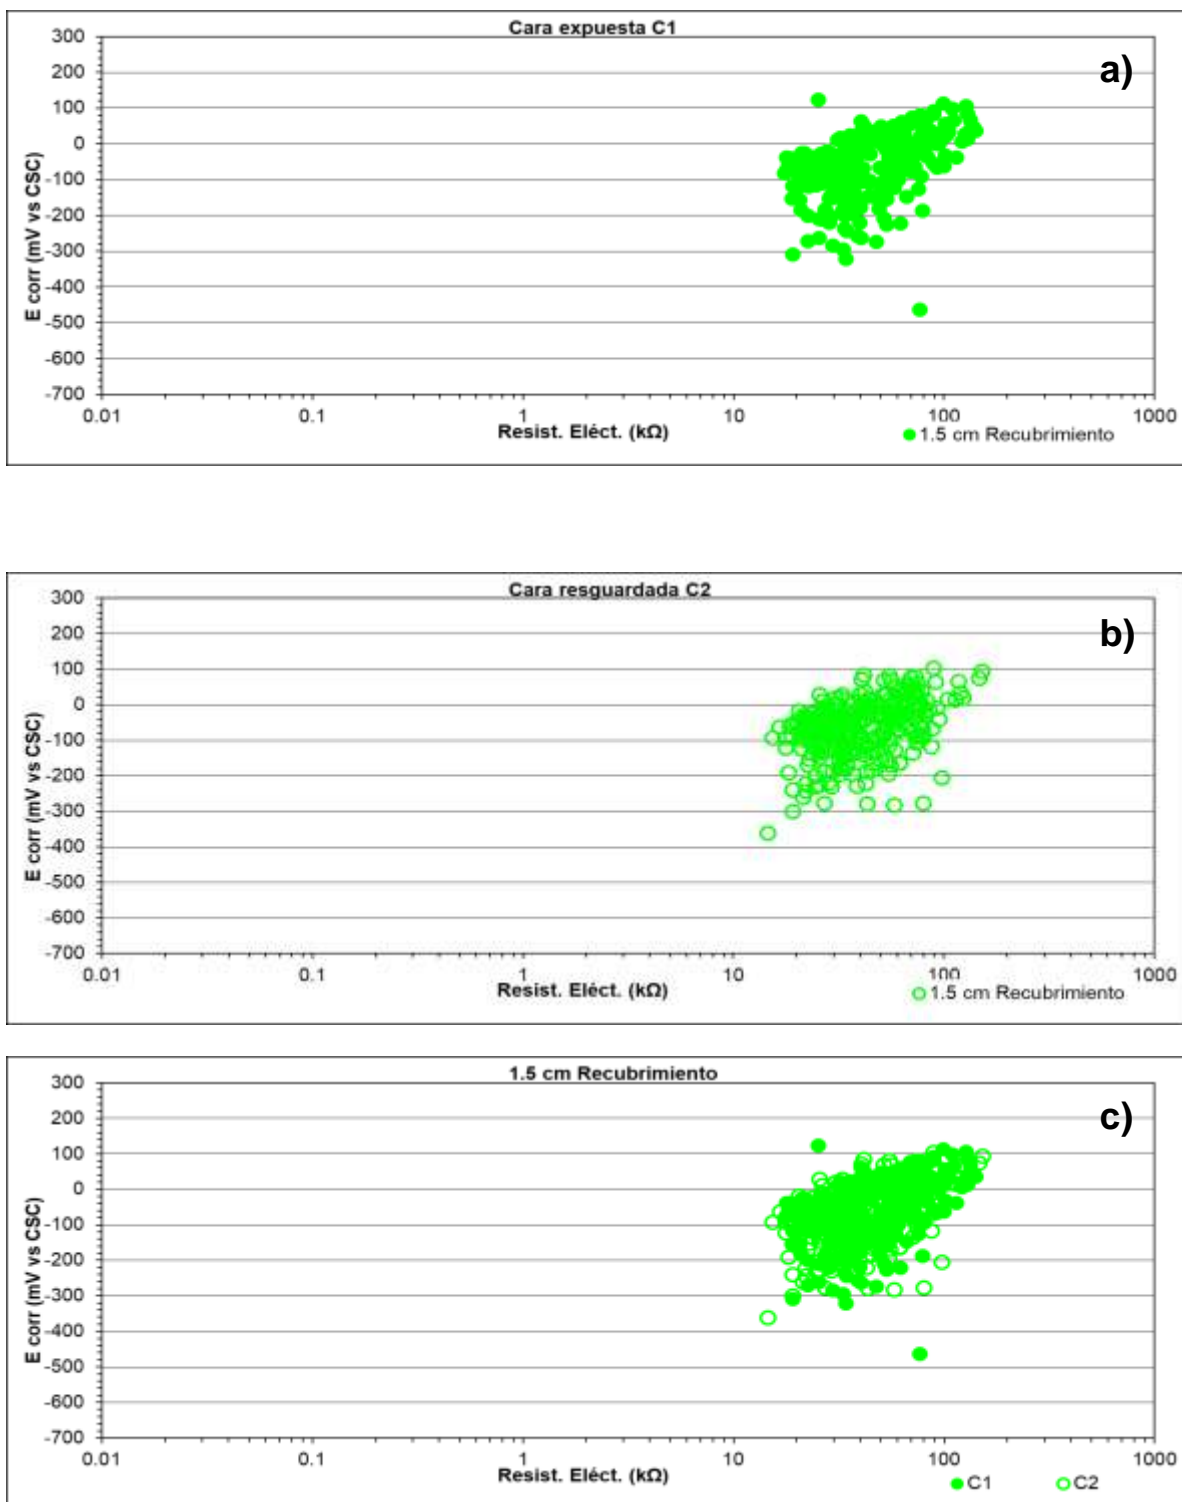 Cara expuesta C1
a)
300
200
100
0
-100
-200
-300
-400
-500
-600
-700
E corr (mV vs CSC)
0.01 0.1 1 10 100 1000
Resist. Eléct. (kΩ)
1.5 cm Recubrimiento
Cara resguardada C2
b)
300
200
100
0
-100
-200
-300
-400
-500
-600
-700
E corr (mV vs CSC)
0.01 0.1 1 10 100 1000
Resist. Eléct. (kΩ)
1.5 cm Recubrimiento
1.5 cm Recubrimiento
c)
300
200
100
0
-100
-200
-300
-400
-500
-600
-700
E corr (mV vs CSC)
0.01 0.1 1 10 100 1000
Resist. Eléct. (kΩ)
C1 C2